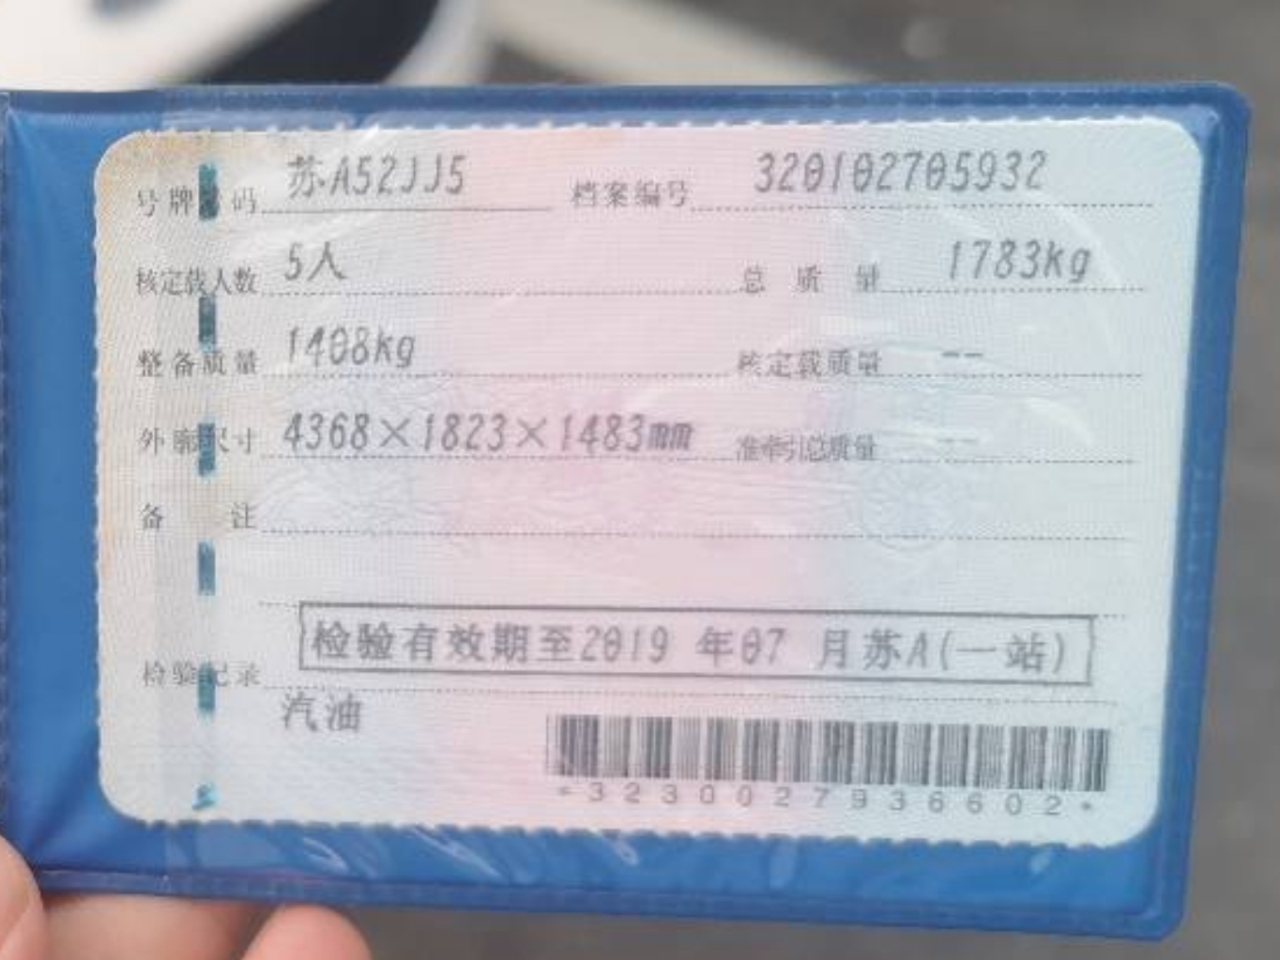 号牌号码 苏A52JJ5 档案编号 320102705932
核定载人数 5人 总质量 1783kg
整备质量 1408kg 核定载质量 --
外廓尺寸 4368×1823×1483mm 准牵引总质量 --
备注
检验有效期至2019 年07 月苏A(一站)
检验记录
汽油
*3230027936602*